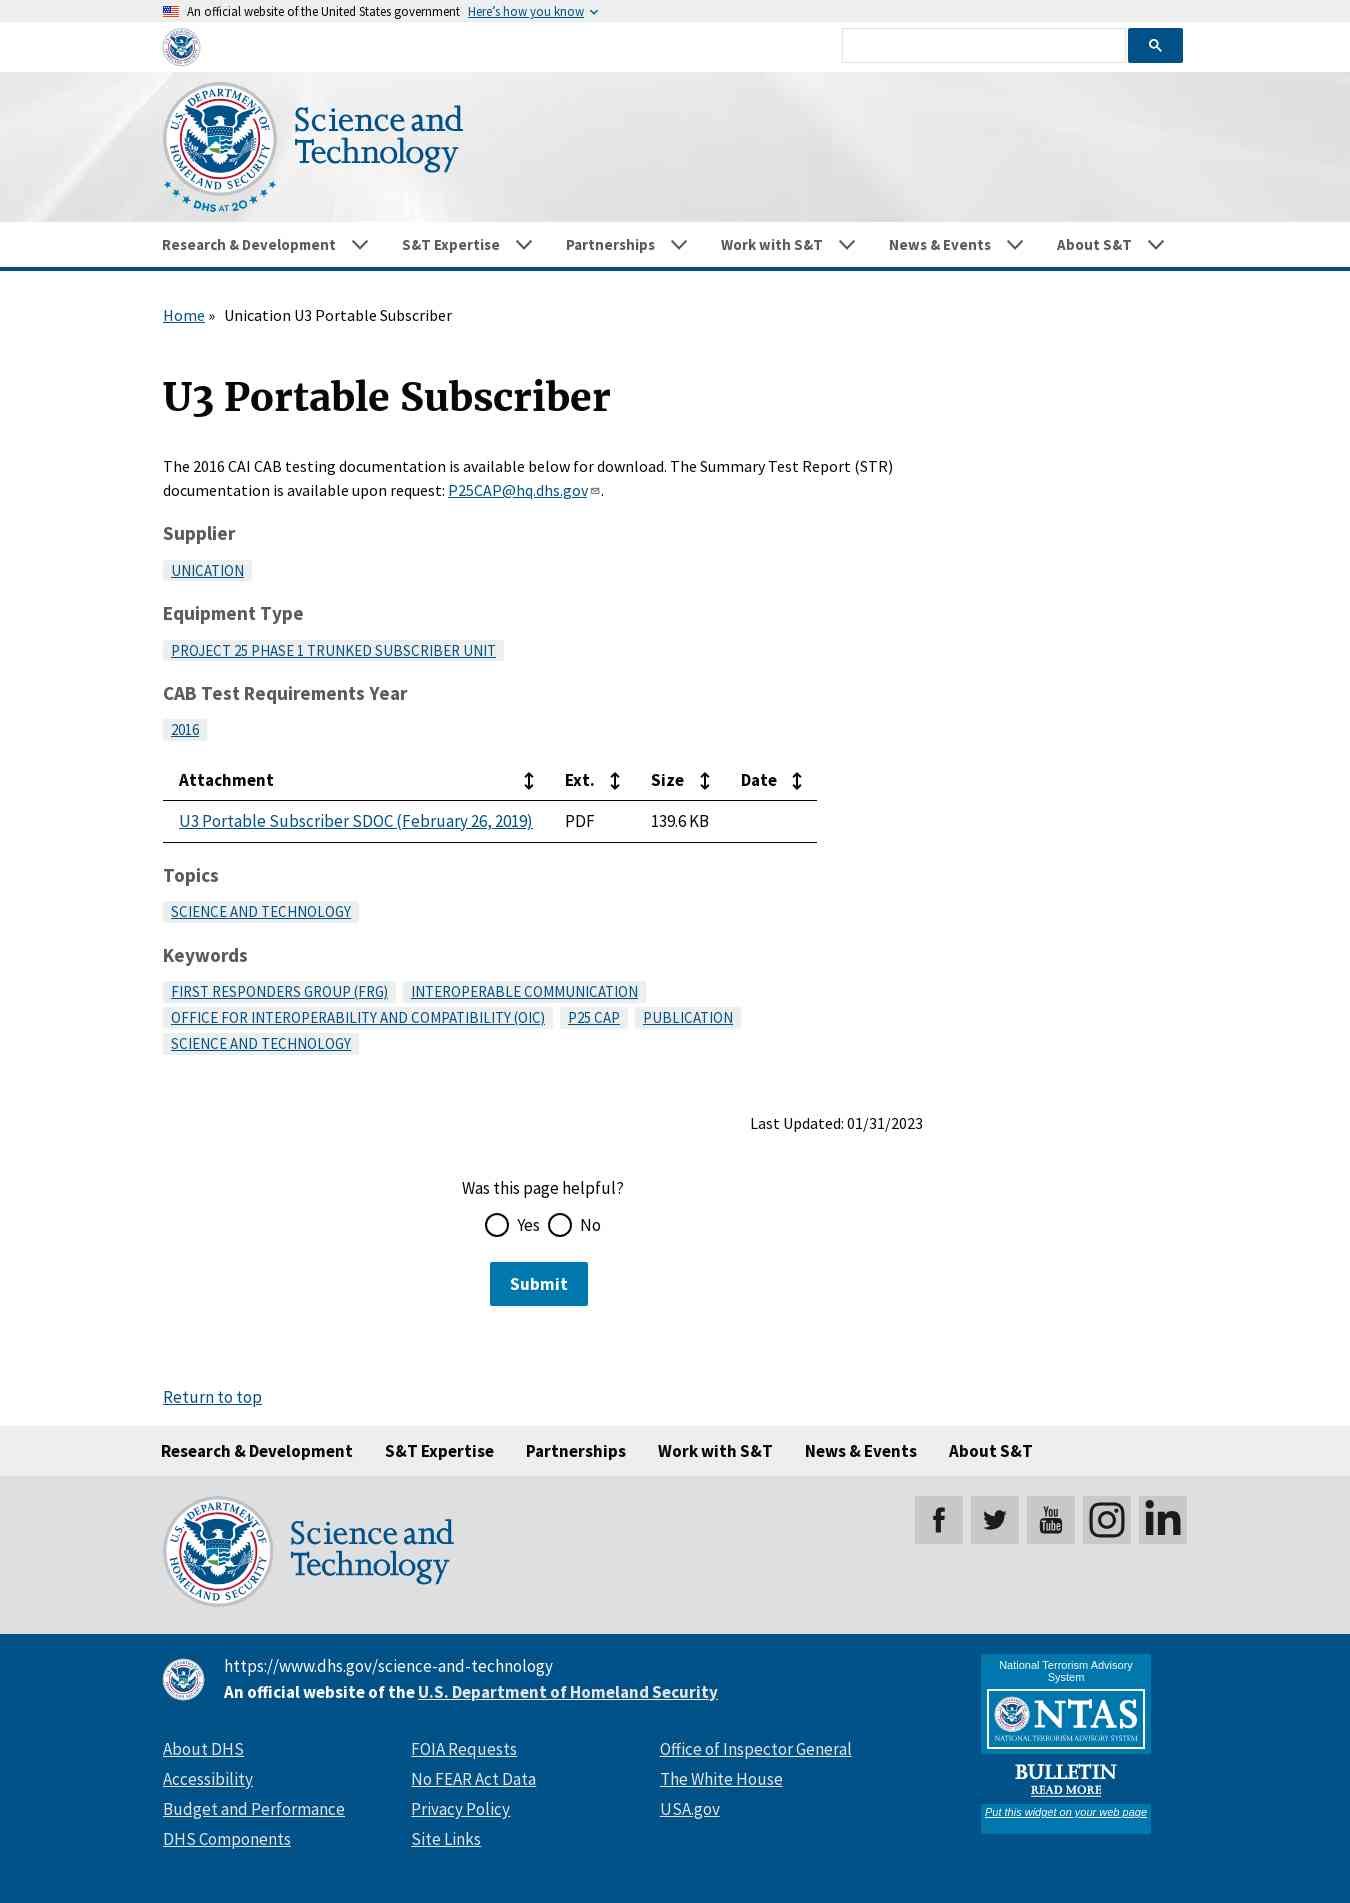 An official website of the United States government Here's how you know
Science and
Technology
U.S. DEPARTMENT OF HOMELAND SECURITY
DHS AT 20
Research & Development S&T Expertise Partnerships Work with S&T News & Events About S&T
Home » Unication U3 Portable Subscriber
U3 Portable Subscriber
The 2016 CAI CAB testing documentation is available below for download. The Summary Test Report (STR)
documentation is available upon request: P25CAP@hq.dhs.gov.
Supplier
UNICATION
Equipment Type
PROJECT 25 PHASE 1 TRUNKED SUBSCRIBER UNIT
CAB Test Requirements Year
2016
Attachment Ext. Size Date
U3 Portable Subscriber SDOC (February 26, 2019) PDF 139.6 KB
Topics
SCIENCE AND TECHNOLOGY
Keywords
FIRST RESPONDERS GROUP (FRG) INTEROPERABLE COMMUNICATION
OFFICE FOR INTEROPERABILITY AND COMPATIBILITY (OIC) P25 CAP PUBLICATION
SCIENCE AND TECHNOLOGY
Last Updated: 01/31/2023
Was this page helpful?
Yes No
Submit
Return to top
Research & Development S&T Expertise Partnerships Work with S&T News & Events About S&T
U.S. DEPARTMENT OF HOMELAND SECURITY
Science and
Technology
You
Tube
in
https://www.dhs.gov/science-and-technology
An official website of the U.S. Department of Homeland Security
About DHS FOIA Requests Office of Inspector General
Accessibility No FEAR Act Data The White House
Budget and Performance Privacy Policy USA.gov
DHS Components Site Links
National Terrorism Advisory
System
NTAS
NATIONAL TERRORISM ADVISORY SYSTEM
BULLETIN
READ MORE
Put this widget on your web page